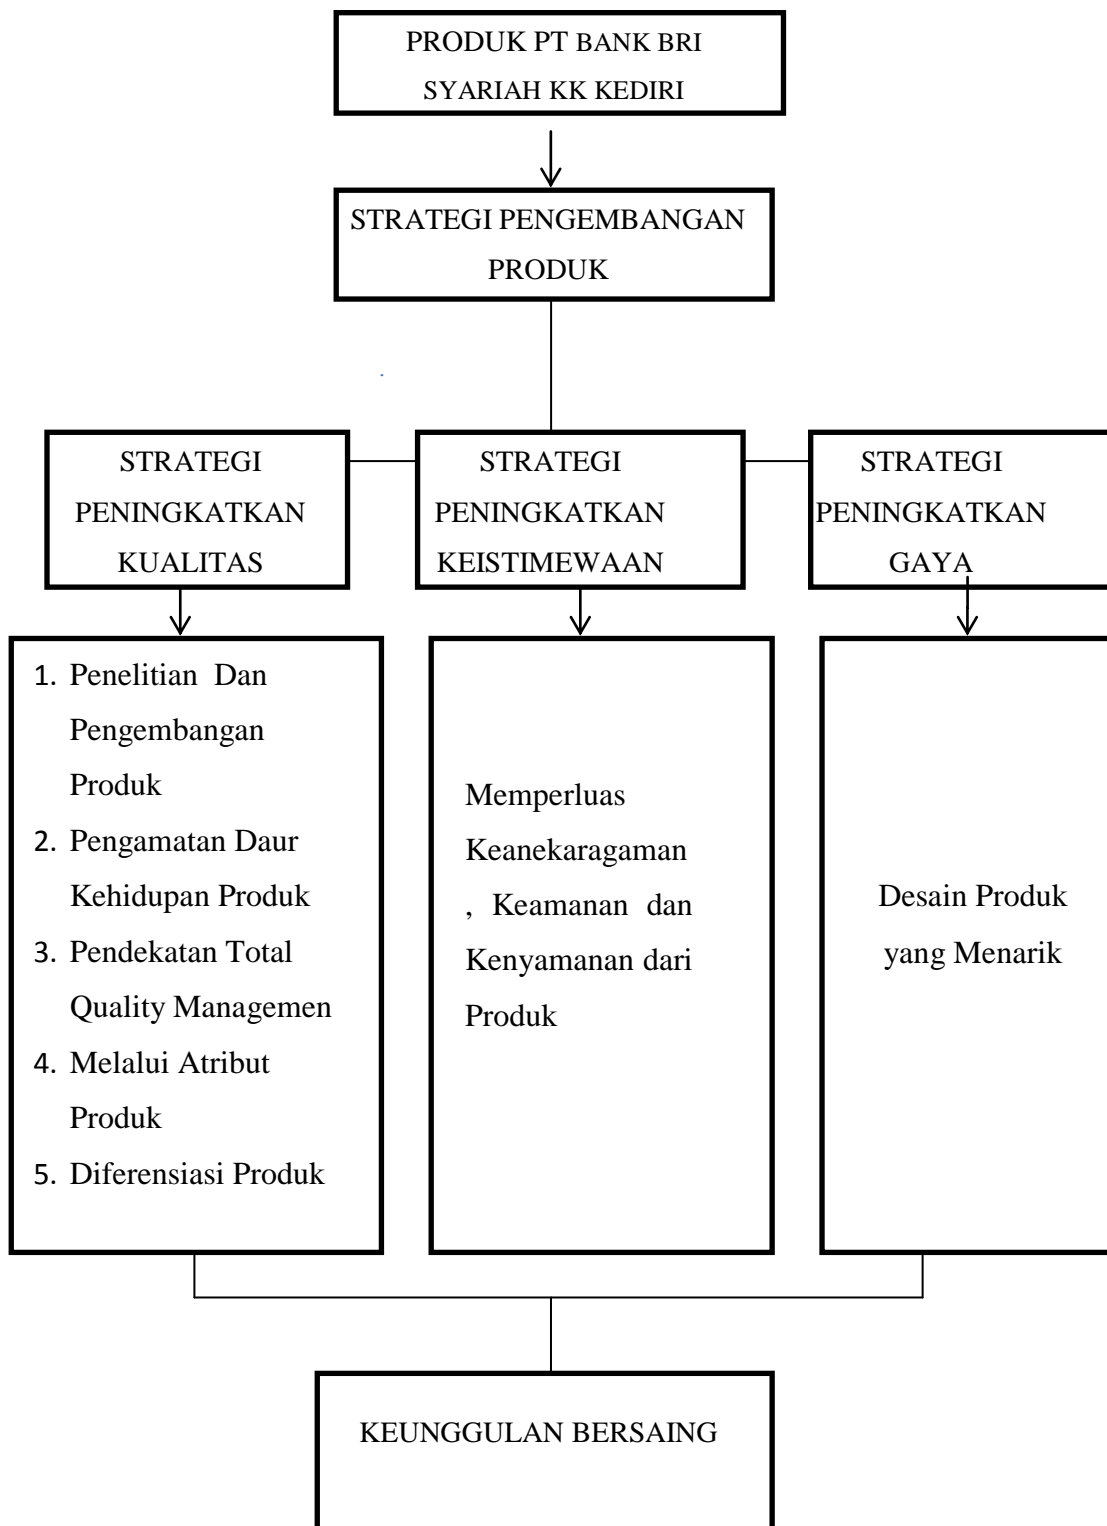 PRODUK PT BANK BRI
SYARIAH KK KEDIRI
STRATEGI PENGEMBANGAN
PRODUK
STRATEGI
PENINGKATKAN
KUALITAS
STRATEGI
PENINGKATKAN
KEISTIMEWAAN
STRATEGI
PENINGKATKAN
GAYA
1. Penelitian Dan
Pengembangan
Produk
2. Pengamatan Daur
Kehidupan Produk
3. Pendekatan Total
Quality Managemen
4. Melalui Atribut
Produk
5. Diferensiasi Produk
Memperluas
Keanekaragaman
, Keamanan dan
Kenyamanan dari
Produk
Desain Produk
yang Menarik
KEUNGGULAN BERSAING